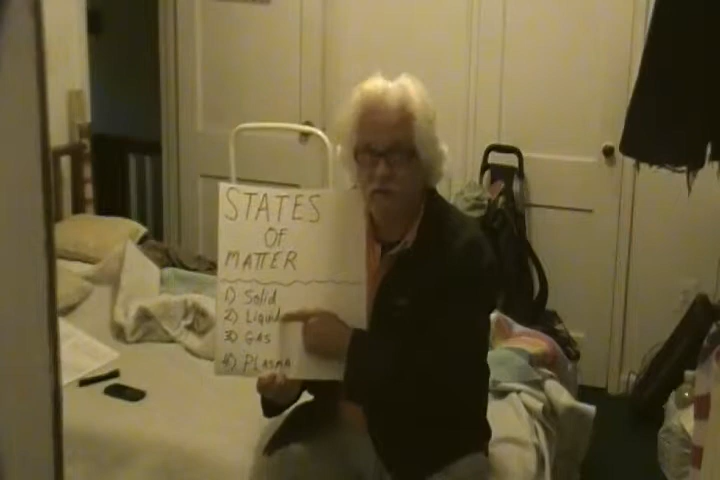 STATES
OF
MATTER
1) Solid
2) Liquid
3) GAS
4) PLASMA